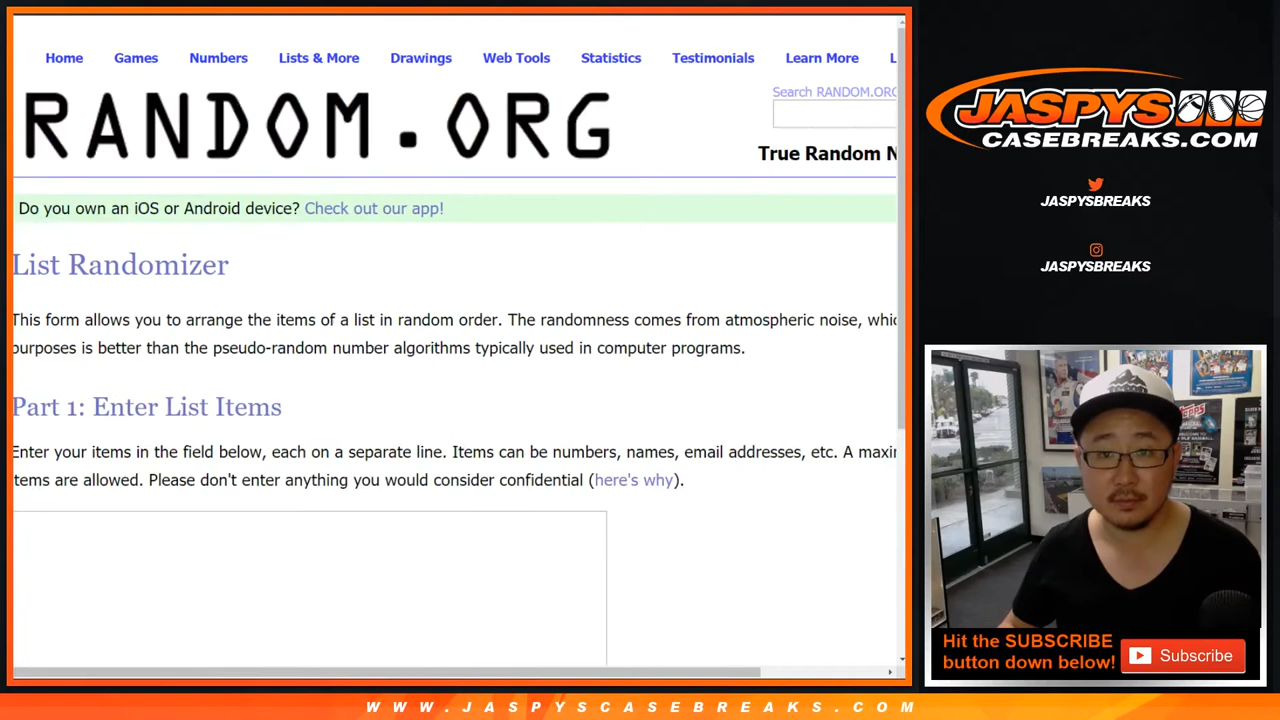 Home Games Numbers Lists & More Drawings Web Tools Statistics Testimonials Learn More L
RANDOM.ORG
Search RANDOM.ORG
True Random N
Do you own an iOS or Android device? Check out our app!
List Randomizer
This form allows you to arrange the items of a list in random order. The randomness comes from atmospheric noise, whic
purposes is better than the pseudo-random number algorithms typically used in computer programs.
Part 1: Enter List Items
Enter your items in the field below, each on a separate line. Items can be numbers, names, email addresses, etc. A maxi
tems are allowed. Please don't enter anything you would consider confidential (here's why).
JASPYS
CASEBREAKS.COM
JASPYSBREAKS
JASPYSBREAKS
Hit the SUBSCRIBE
button down below!
Subscribe
WWW.JASPYSCASEBREAKS.COM